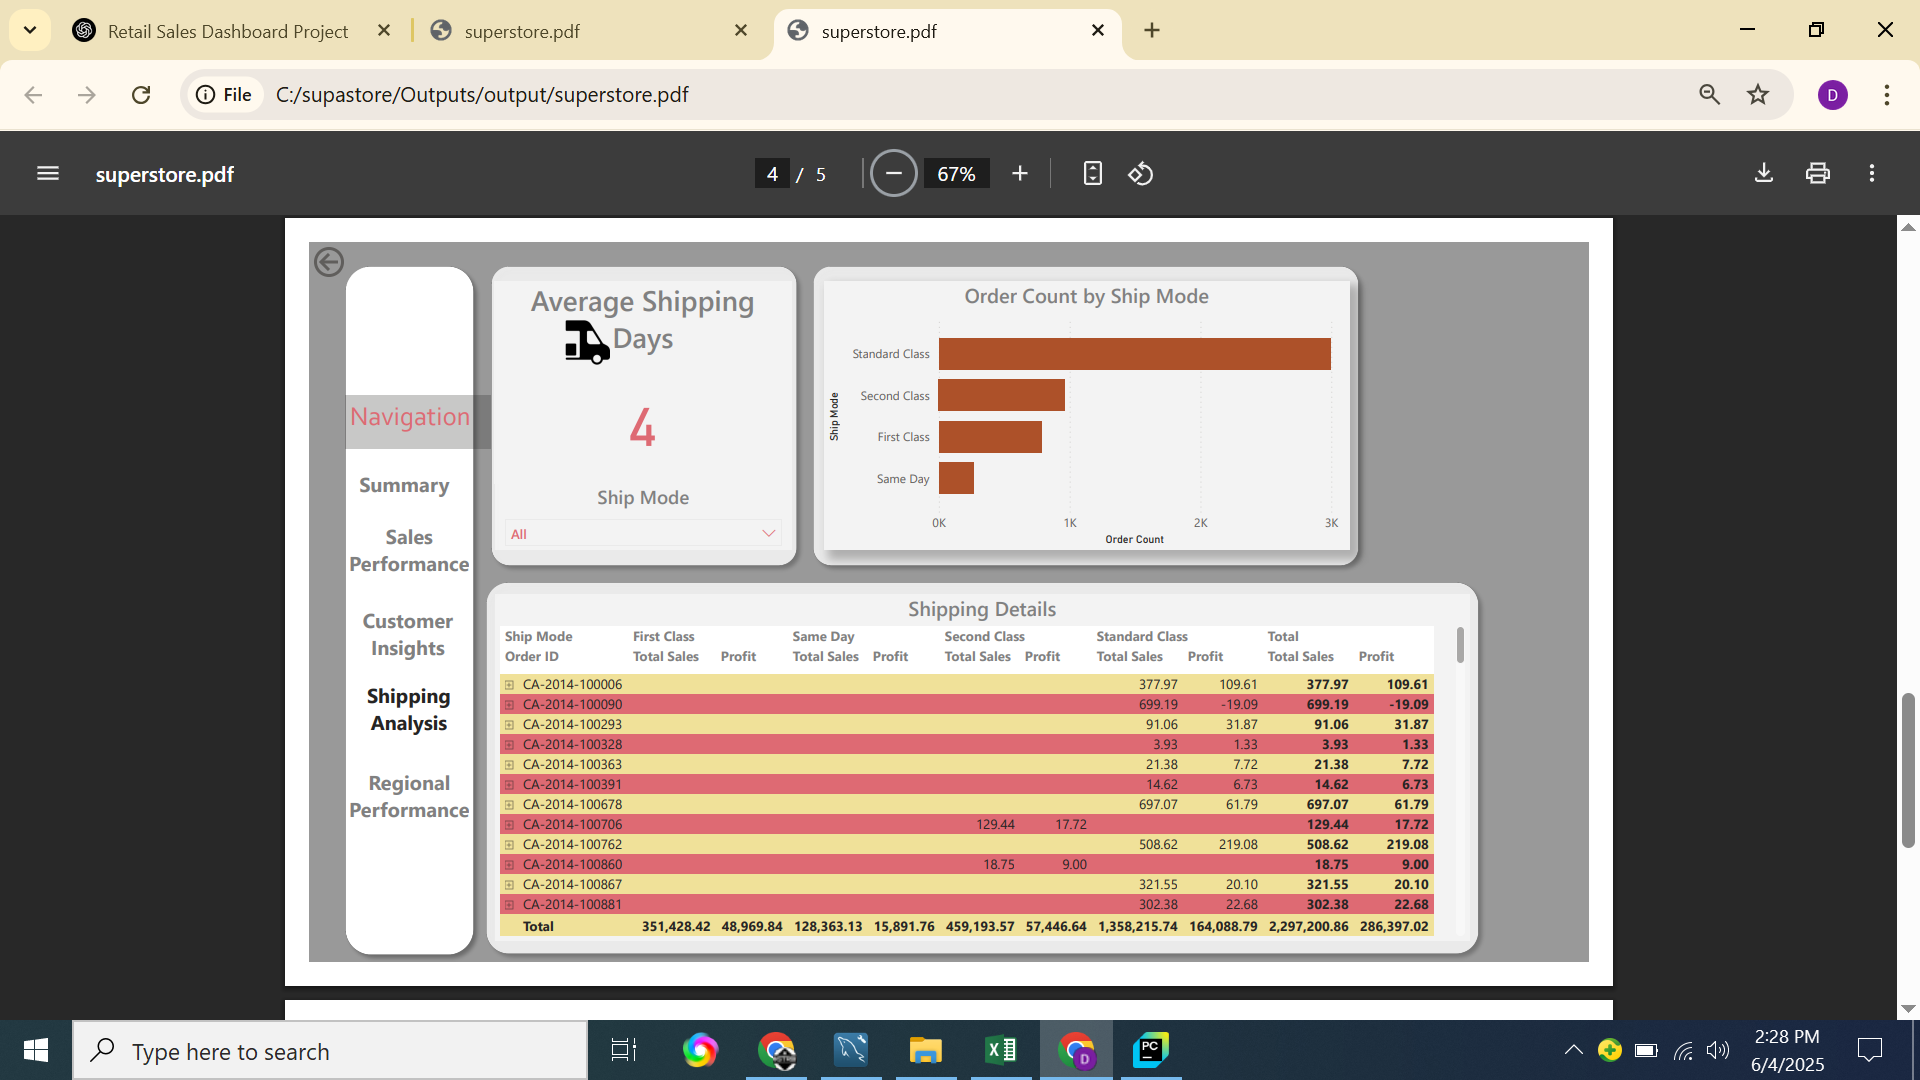 Retail Sales Dashboard Project
superstore.pdf
superstore.pdf
File
C:/supastore/Outputs/output/superstore.pdf
D
superstore.pdf
4 / 5
67%
Average Shipping
Days
4
Ship Mode
All
Order Count by Ship Mode
Ship Mode
Standard Class
Second Class
First Class
Same Day
0K 1K 2K 3K
Order Count
Navigation
Summary
Sales
Performance
Customer
Insights
Shipping
Analysis
Regional
Performance
Shipping Details
Ship Mode First Class Same Day Second Class Standard Class Total
Order ID Total Sales Profit Total Sales Profit Total Sales Profit Total Sales Profit Total Sales Profit
CA-2014-100006 377.97 109.61 377.97 109.61
CA-2014-100090 699.19 -19.09 699.19 -19.09
CA-2014-100293 91.06 31.87 91.06 31.87
CA-2014-100328 3.93 1.33 3.93 1.33
CA-2014-100363 21.38 7.72 21.38 7.72
CA-2014-100391 14.62 6.73 14.62 6.73
CA-2014-100678 697.07 61.79 697.07 61.79
CA-2014-100706 129.44 17.72 129.44 17.72
CA-2014-100762 508.62 219.08 508.62 219.08
CA-2014-100860 18.75 9.00 18.75 9.00
CA-2014-100867 321.55 20.10 321.55 20.10
CA-2014-100881 302.38 22.68 302.38 22.68
Total 351,428.42 48,969.84 128,363.13 15,891.76 459,193.57 57,446.64 1,358,215.74 164,088.79 2,297,200.86 286,397.02
Type here to search
D
PC
2:28 PM
6/4/2025